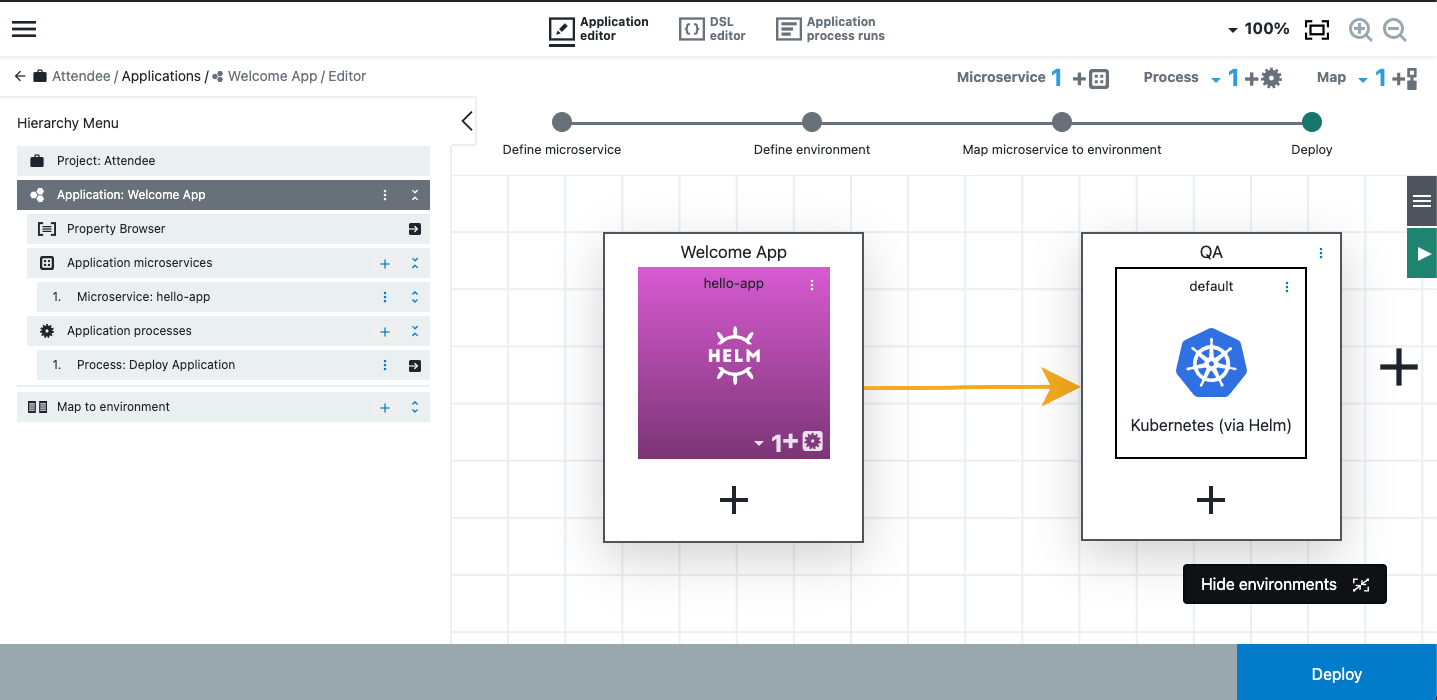 Application editor
DSL editor
Application process runs
100%
Attendee / Applications / Welcome App / Editor
Microservice 1
Process 1
Map 1
Hierarchy Menu
Project: Attendee
Application: Welcome App
Property Browser
Application microservices
1. Microservice: hello-app
Application processes
1. Process: Deploy Application
Map to environment
Define microservice
Define environment
Map microservice to environment
Deploy
Welcome App
hello-app
HELM
1
QA
default
Kubernetes (via Helm)
Hide environments
Deploy